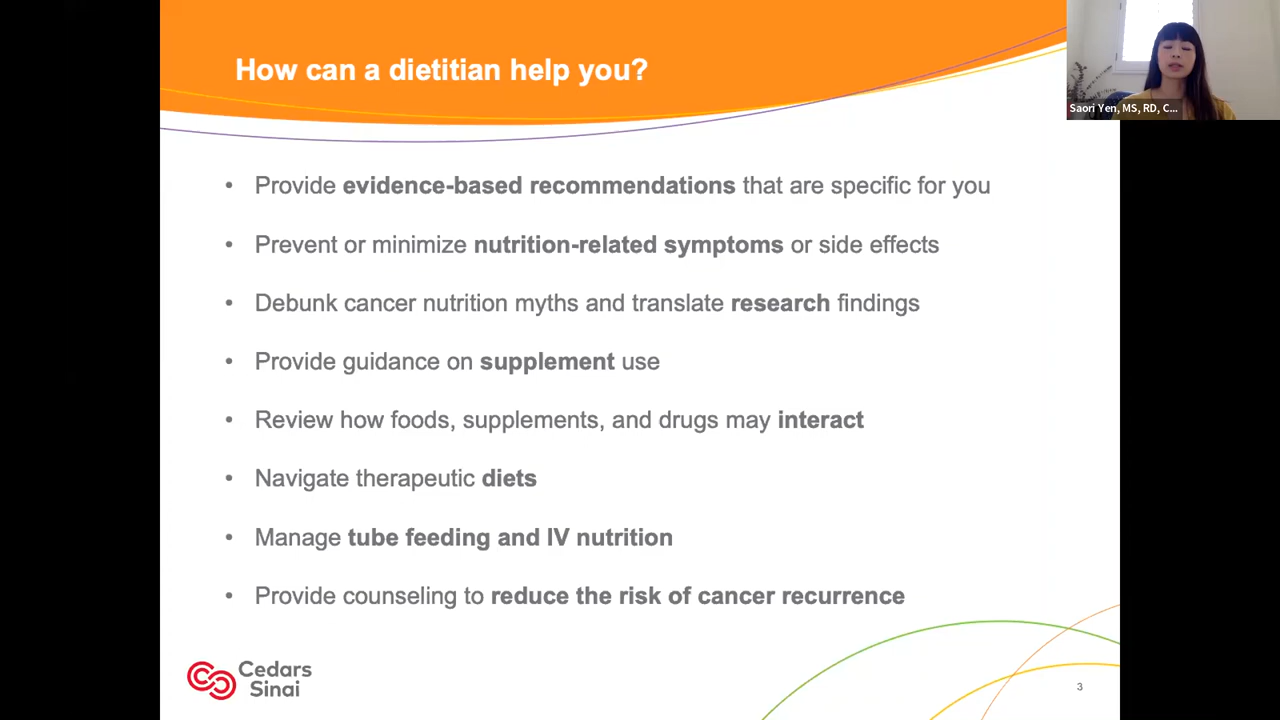 How can a dietitian help you?
Saori Yen, MS, RD, C...
• Provide evidence-based recommendations that are specific for you
• Prevent or minimize nutrition-related symptoms or side effects
• Debunk cancer nutrition myths and translate research findings
• Provide guidance on supplement use
• Review how foods, supplements, and drugs may interact
• Navigate therapeutic diets
• Manage tube feeding and IV nutrition
• Provide counseling to reduce the risk of cancer recurrence
Cedars
Sinai
3